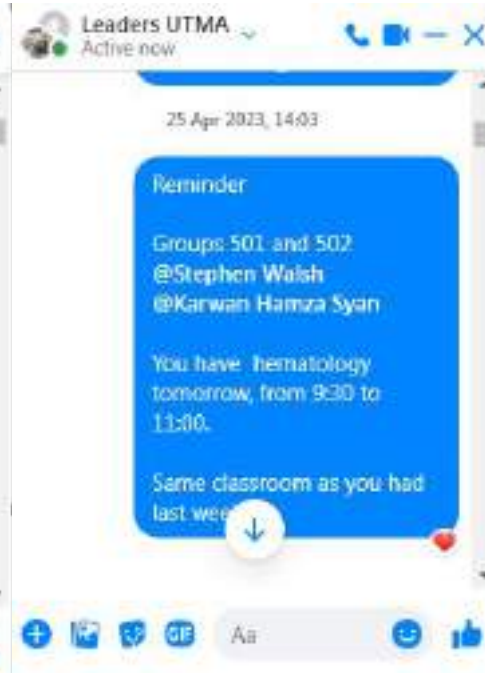 Leaders UTMA
Active now
25 Apr 2023, 14:03
Reminder
Groups 501 and 502
@Stephen Walsh
@Karwan Hamza Syan
You have hematology
tomorrow, from 9:30 to
11:00.
Same classroom as you had
last
GIF
Aa